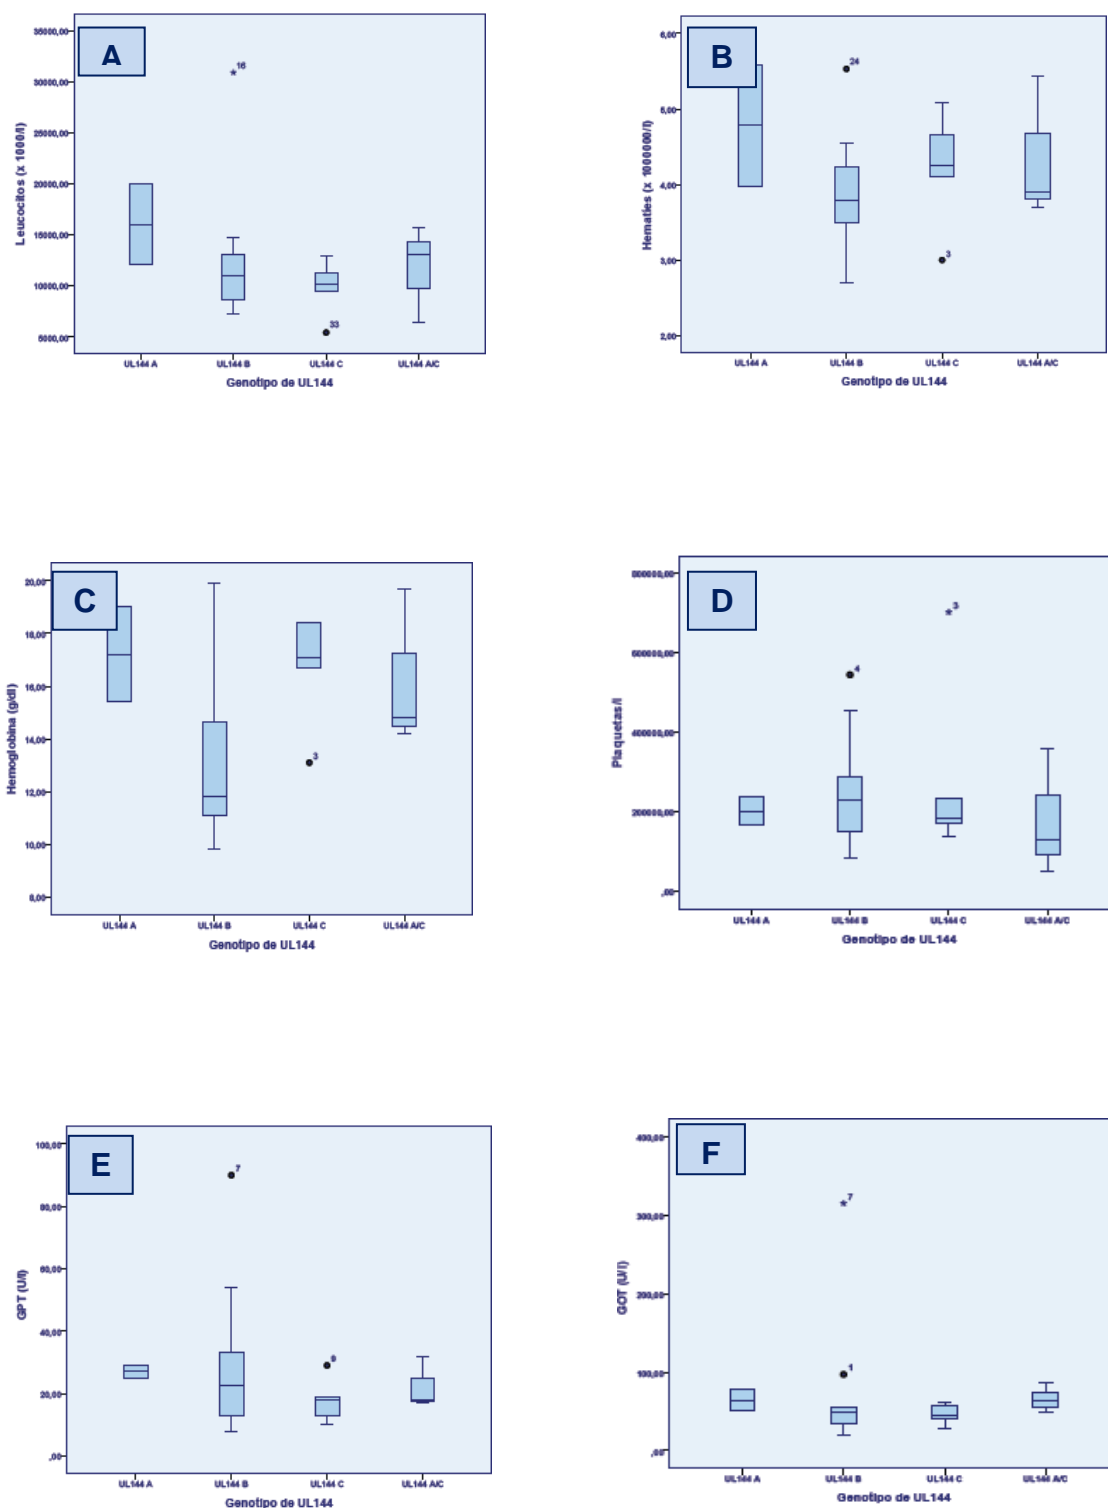 A
35000,00
30000,00
25000,00
20000,00
15000,00
10000,00
5000,00
Leucocitos (x 1000/l)
16
33
UL144 A UL144 B UL144 C UL144 A/C
Genotipo de UL144
B
6,00
5,00
4,00
3,00
2,00
Hematíes (x 1000000/l)
24
3
UL144 A UL144 B UL144 C UL144 A/C
Genotipo de UL144
C
20,00
18,00
16,00
14,00
12,00
10,00
8,00
Hemoglobina (g/dl)
3
UL144 A UL144 B UL144 C UL144 A/C
Genotipo de UL144
D
800000,00
600000,00
400000,00
200000,00
,00
Plaquetas/l
4
3
UL144 A UL144 B UL144 C UL144 A/C
Genotipo de UL144
E
100,00
80,00
60,00
40,00
20,00
,00
GPT (U/l)
7
9
UL144 A UL144 B UL144 C UL144 A/C
Genotipo de UL144
F
400,00
300,00
200,00
100,00
,00
GOT (U/l)
7
1
UL144 A UL144 B UL144 C UL144 A/C
Genotipo de UL144